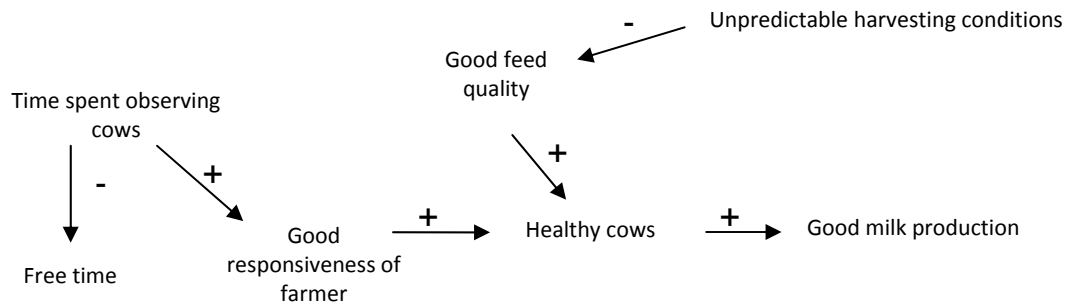 Unpredictable harvesting conditions
-
Good feed
quality
Time spent observing
cows
+
+
-
+
+
Healthy cows
Good milk production
Good
responsiveness of
farmer
Free time